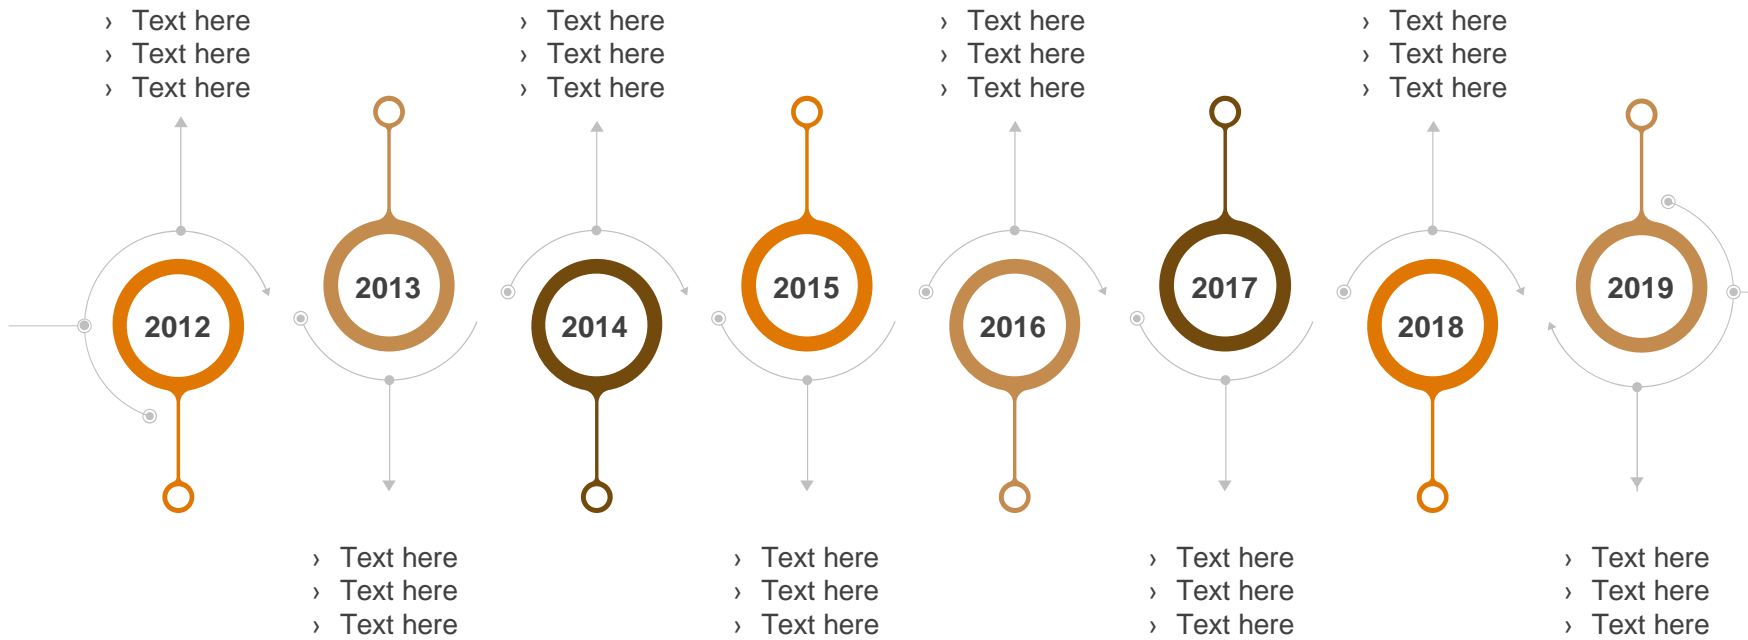 › Text here
› Text here
› Text here
› Text here
› Text here
› Text here
› Text here
› Text here
› Text here
› Text here
› Text here
› Text here
2012
2013
2014
2015
2016
2017
2018
2019
› Text here
› Text here
› Text here
› Text here
› Text here
› Text here
› Text here
› Text here
› Text here
› Text here
› Text here
› Text here